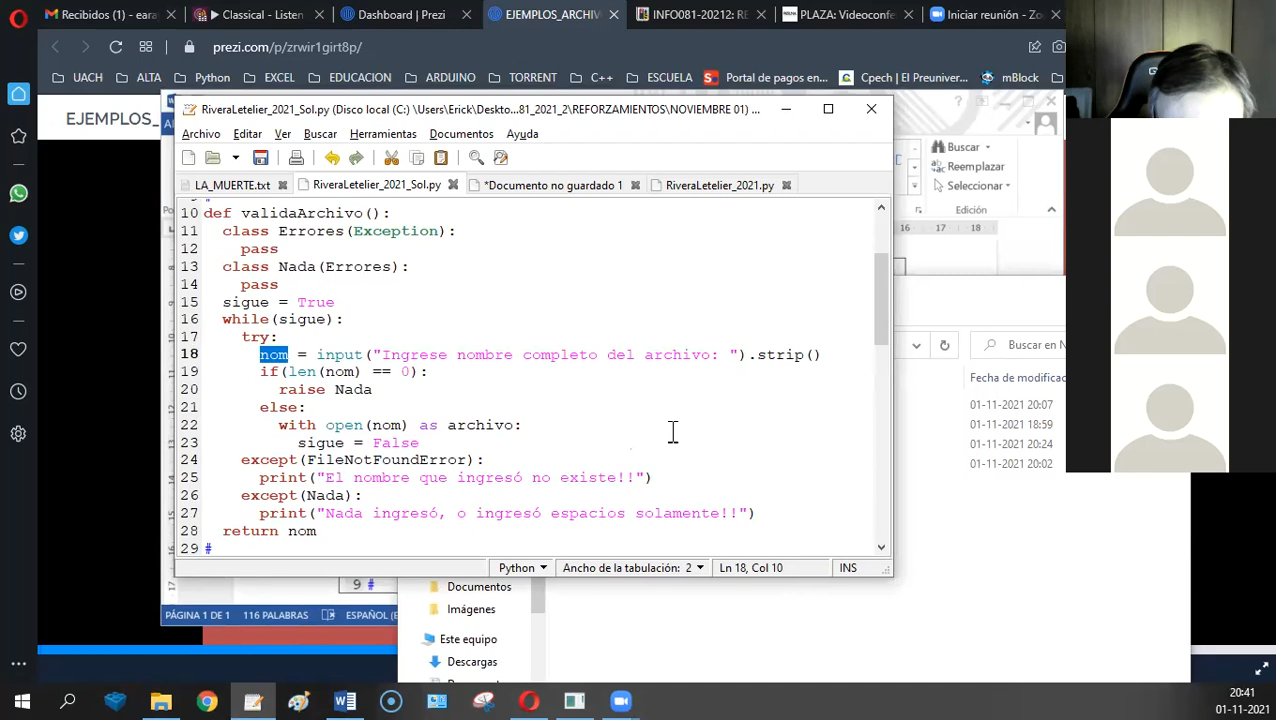 Recibidos (6) - ear
Classical - Listen
Dashboard | Prezi
EJEMPLOS_ARCHIV
INFO081-20212: R
PLAZA: Videoconfe
Iniciar reunión - Zo
prezi.com/p/zrwir1girt8p/
UACH
ALTA
Python
EXCEL
EDUCACION
ARDUINO
TORRENT
C++
ESCUELA
Portal de pagos en...
Cpech | El Preuniver...
mBlock
EJEMPLOS_
RiveraLetelier_2021_Sol.py (Disco local (C:) \Users\Erick\Deskto...81_2021_2\REFORZAMIENTOS\NOVIEMBRE 01) ...
Archivo Editar Ver Buscar Herramientas Documentos Ayuda
LA_MUERTE.txt
RiveraLetelier_2021_Sol.py
*Documento no guardado 1
RiveraLetelier_2021.py
10 def validaArchivo():
11 class Errores(Exception):
12 pass
13 class Nada(Errores):
14 pass
15 sigue = True
16 while(sigue):
17 try:
18 nom = input("Ingrese nombre completo del archivo: ").strip()
19 if(len(nom) == 0):
20 raise Nada
21 else:
22 with open(nom) as archivo:
23 sigue = False
24 except(FileNotFoundError):
25 print("El nombre que ingresó no existe!!")
26 except(Nada):
27 print("Nada ingresó, o ingresó espacios solamente!!")
28 return nom
29 #
Python
Ancho de la tabulación: 2
Ln 18, Col 10
INS
Buscar
Reemplazar
Seleccionar
Edición
16 17 18
Buscar en N
Fecha de modificac
01-11-2021 20:07
01-11-2021 18:59
01-11-2021 20:24
01-11-2021 20:02
9 #
PÁGINA 1 DE 1
116 PALABRAS
ESPAÑOL (E
Documentos
Imágenes
Este equipo
Descargas
20:41
01-11-2021